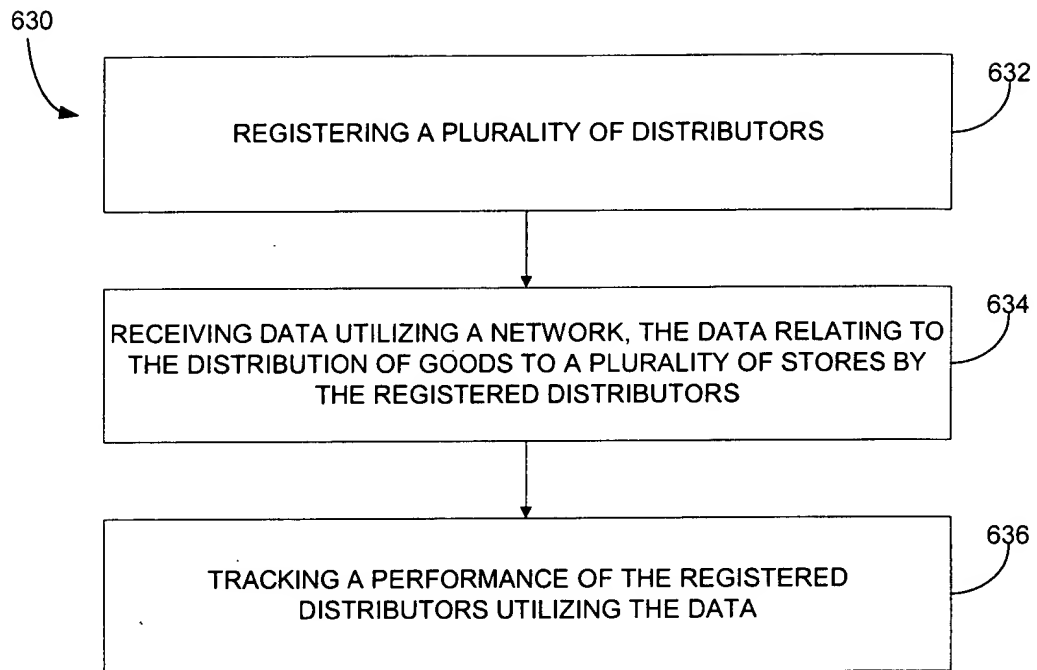 630
632
REGISTERING A PLURALITY OF DISTRIBUTORS
634
RECEIVING DATA UTILIZING A NETWORK, THE DATA RELATING TO
THE DISTRIBUTION OF GOODS TO A PLURALITY OF STORES BY
THE REGISTERED DISTRIBUTORS
636
TRACKING A PERFORMANCE OF THE REGISTERED
DISTRIBUTORS UTILIZING THE DATA